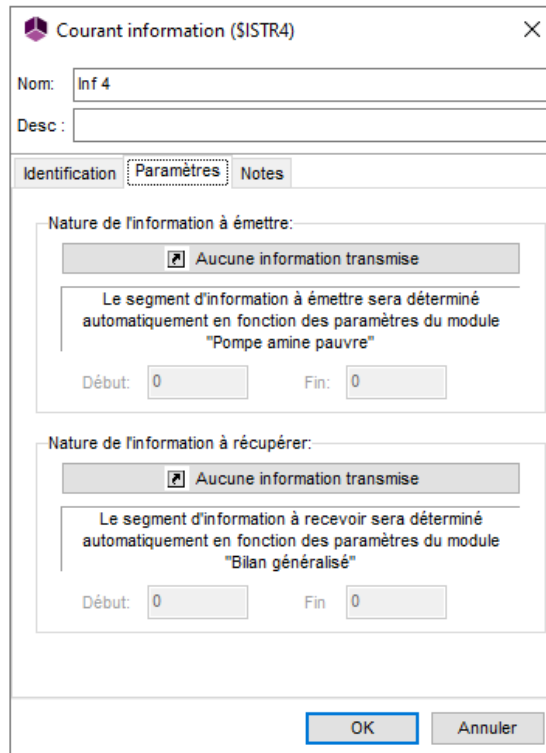 Courant information ($ISTR4)
Nom: Inf 4
Desc :
Identification Paramètres Notes
Nature de l'information à émettre:
Aucune information transmise
Le segment d'information à émettre sera déterminé
automatiquement en fonction des paramètres du module
"Pompe amine pauvre"
Début: 0 Fin: 0
Nature de l'information à récupérer:
Aucune information transmise
Le segment d'information à recevoir sera déterminé
automatiquement en fonction des paramètres du module
"Bilan généralisé"
Début: 0 Fin 0
OK Annuler